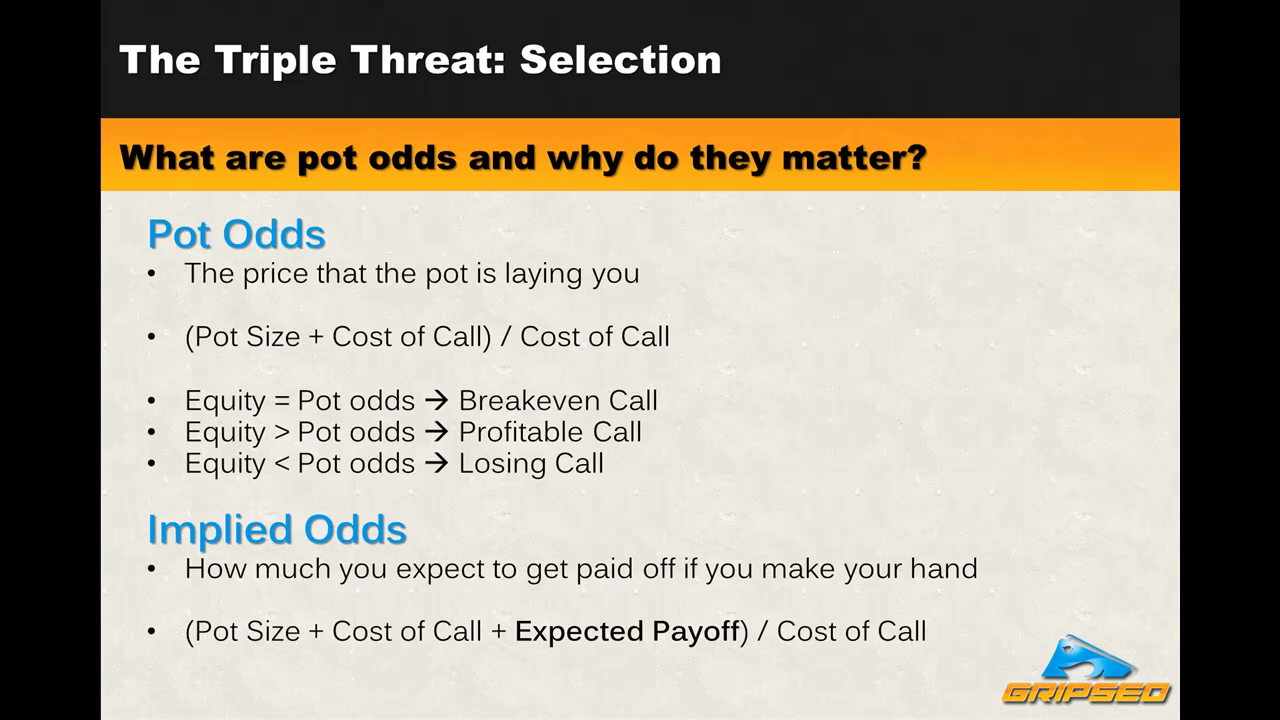 The Triple Threat: Selection
What are pot odds and why do they matter?
Pot Odds
• The price that the pot is laying you
• (Pot Size + Cost of Call) / Cost of Call
• Equity = Pot odds → Breakeven Call
• Equity > Pot odds → Profitable Call
• Equity < Pot odds → Losing Call
Implied Odds
• How much you expect to get paid off if you make your hand
• (Pot Size + Cost of Call + Expected Payoff) / Cost of Call
GRIPSED